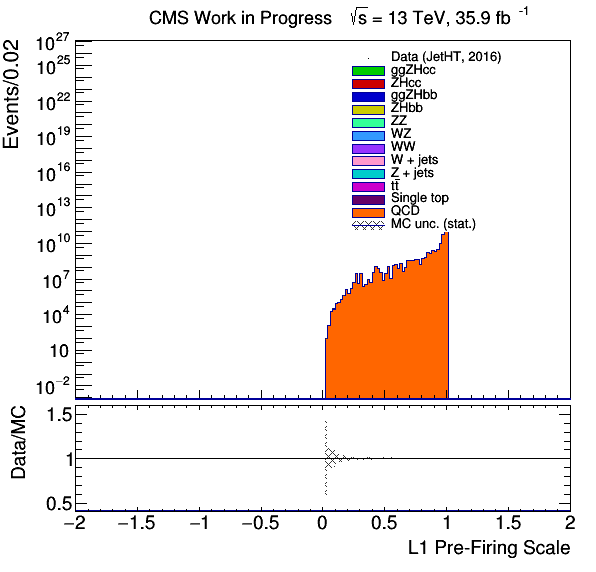 CMS Work in Progress √s = 13 TeV, 35.9 fb⁻¹
Events/0.02
10²⁷
10²⁵
10²²
10¹⁹
10¹⁶
10¹³
10¹⁰
10⁷
10⁴
10
10⁻²
Data (JetHT, 2016)
ggZHcc
ZHcc
ggZHbb
ZHbb
ZZ
WZ
WW
W + jets
Z + jets
tt̄
Single top
QCD
MC unc. (stat.)
Data/MC
1.5
1
0.5
−2 −1.5 −1 −0.5 0 0.5 1 1.5 2
L1 Pre-Firing Scale